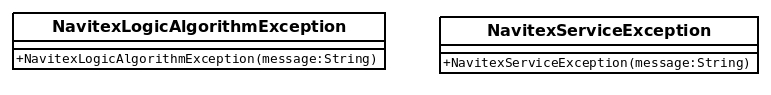 NavitexLogicAlgorithmException
+NavitexLogicAlgorithmException(message:String)
NavitexServiceException
+NavitexServiceException(message:String)